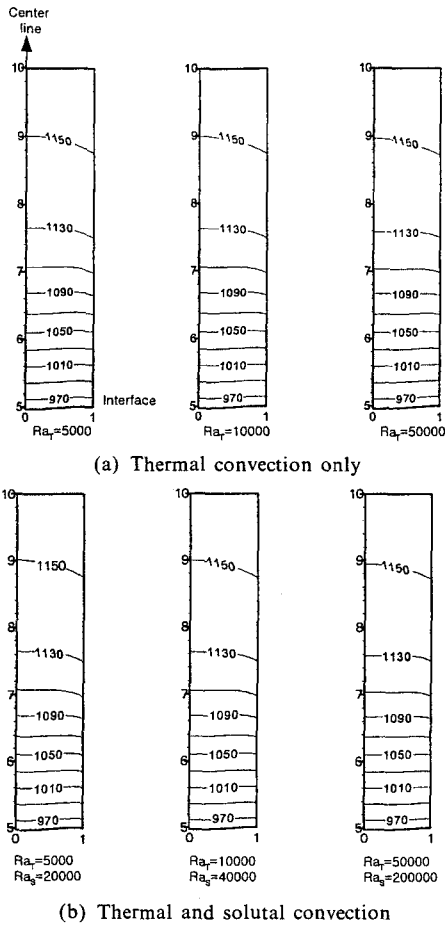 Center
line
10 10 10
9 1150 9 1150 9 1150
8 8 8
1130 1130 1130
7 7 7
1090 1090 1090
1050 1050 1050
6 6 6
1010 1010 1010
970 Interface 970 970
5 5 5
0 1 0 1 0 1
Ra_T=5000 Ra_T=10000 Ra_T=50000
(a) Thermal convection only
10 10 10
9 1150 9 1150 9 1150
8 8 8
1130 1130 1130
7 7 7
1090 1090 1090
1050 1050 1050
6 6 6
1010 1010 1010
970 970 970
5 5 5
0 1 0 1 0 1
Ra_T=5000 Ra_T=10000 Ra_T=50000
Ra_S=20000 Ra_S=40000 Ra_S=200000
(b) Thermal and solutal convection